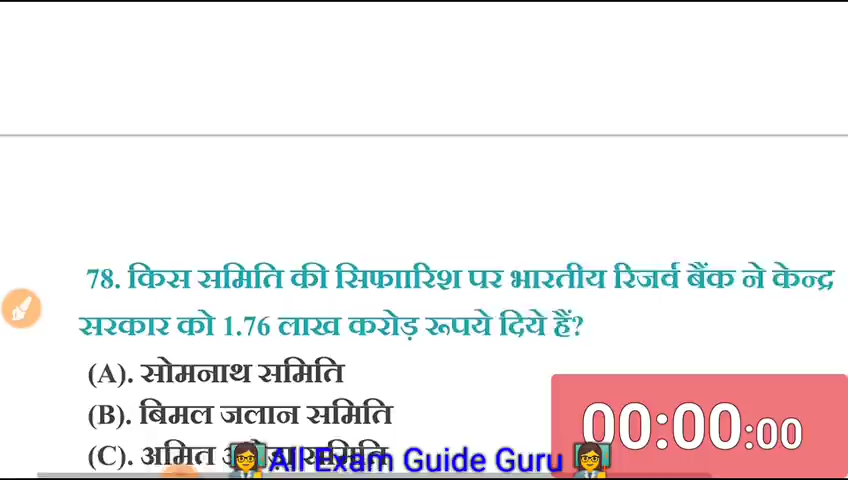 78. किस समिति की सिफाारिश पर भारतीय रिजर्व बैंक ने केन्द्र
सरकार को 1.76 लाख करोड़ रूपये दिये हैं?
(A). सोमनाथ समिति
(B). बिमल जलान समिति
00:00:00
(C). अमित समिति
All Exam Guide Guru